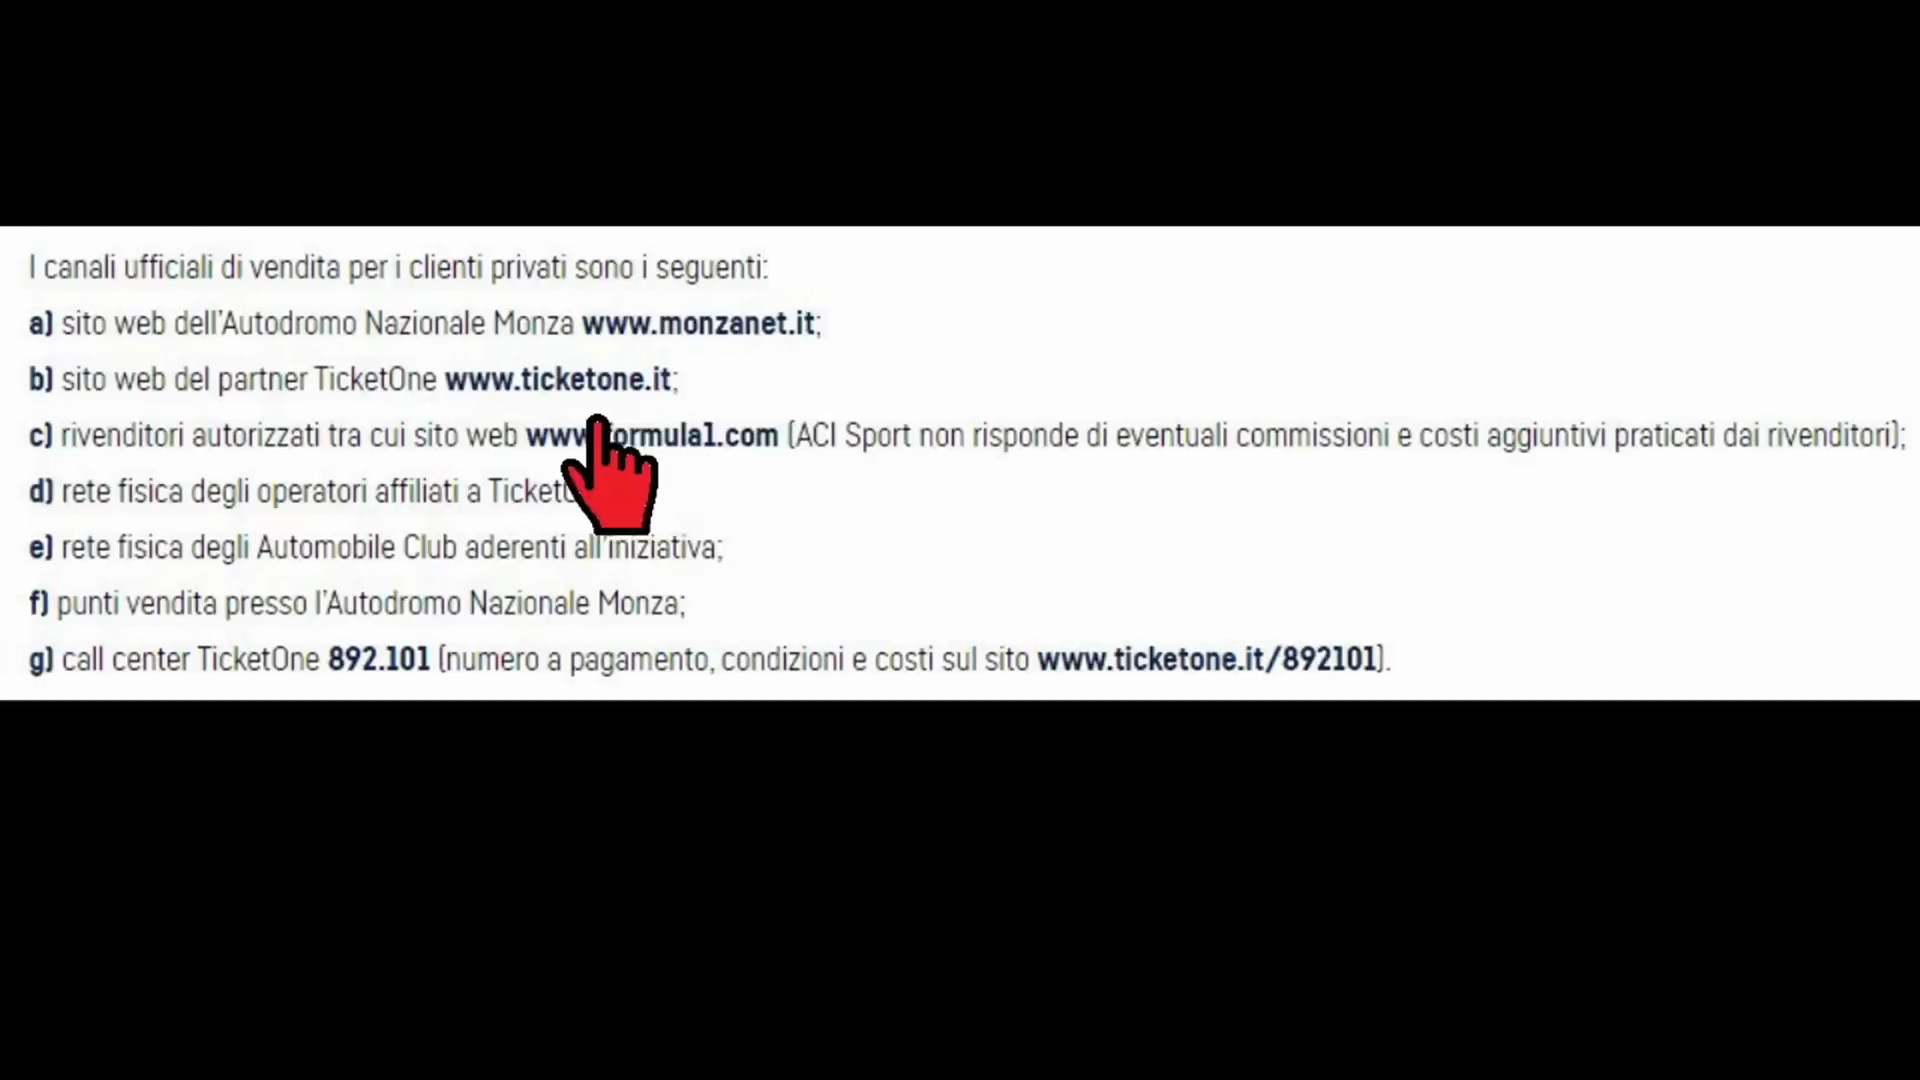 I canali ufficiali di vendita per i clienti privati sono i seguenti:
a) sito web dell'Autodromo Nazionale Monza www.monzanet.it;
b) sito web del partner TicketOne www.ticketone.it;
c) rivenditori autorizzati tra cui sito web www.formula1.com (ACI Sport non risponde di eventuali commissioni e costi aggiuntivi praticati dai rivenditori);
d) rete fisica degli operatori affiliati a
e) rete fisica degli Automobile Club aderenti all'iniziativa;
f) punti vendita presso l'Autodromo Nazionale Monza;
g) call center TicketOne 892.101 (numero a pagamento, condizioni e costi sul sito www.ticketone.it/892101).